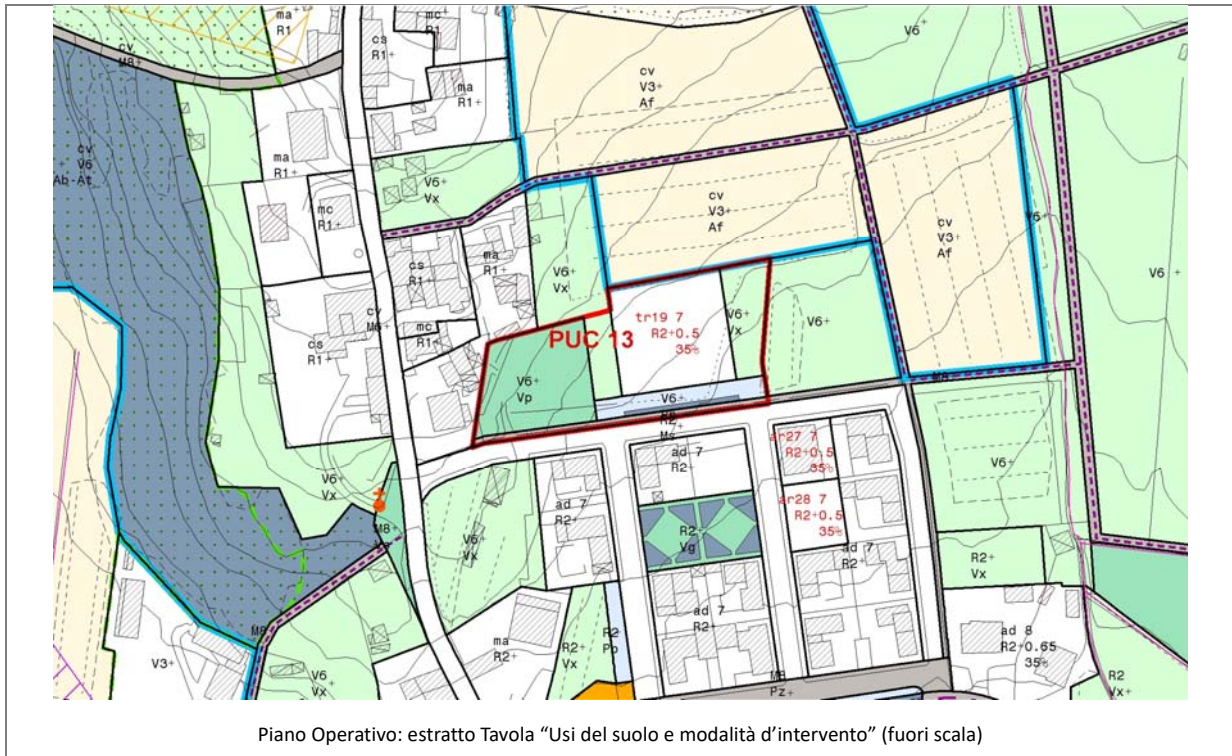 ma
R1
mc
R1+
cs
R1+
cv
M8+
ma
R1+
V6+
cv
V3+
Af
cv
V6
Ab-At
ma
R1+
mc
R1+
V6+
Vx
cv
V3+
Af
cv
V3+
Af
V6+
V6 +
cs
R1+
ma
R1+
V6+
Vx
cv
M6+
mc
R1+
cs
R1+
PUC 13
tr19 7
R2+0.5
35%
V6+
Vx
V6+
V6+
Vp
V6+
R2+
Mc
ad 7
R2+
ar27 7
R2+0.5
35%
V6+
V6+
Vx
ad 7
R2+
ar28 7
R2+0.5
35%
M8+
V6+
Vx
R2+
Vg
ad 7
R2+
R2+
Vx
ad 7
R2+
M8
V3+
V6+
Vx
ma
R2+
R2+
Vx
R2
Pp
ad 8
R2+0.65
35%
M8
Pz+
R2
Vx+
Piano Operativo: estratto Tavola “Usi del suolo e modalità d’intervento” (fuori scala)